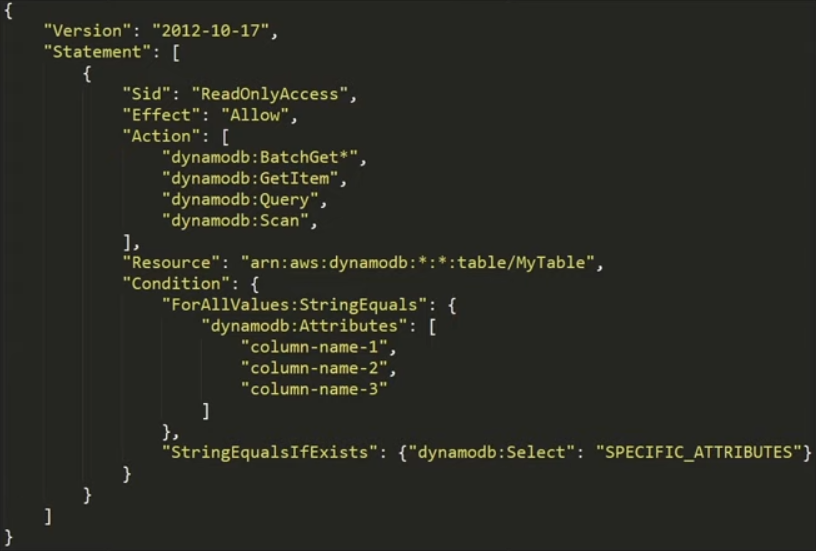 {
    "Version": "2012-10-17",
    "Statement": [
        {
            "Sid": "ReadOnlyAccess",
            "Effect": "Allow",
            "Action": [
                "dynamodb:BatchGet*",
                "dynamodb:GetItem",
                "dynamodb:Query",
                "dynamodb:Scan",
            ],
            "Resource": "arn:aws:dynamodb:*:*:table/MyTable",
            "Condition": {
                "ForAllValues:StringEquals": {
                    "dynamodb:Attributes": [
                        "column-name-1",
                        "column-name-2",
                        "column-name-3"
                    ]
                },
                "StringEqualsIfExists": {"dynamodb:Select": "SPECIFIC_ATTRIBUTES"}
            }
        }
    ]
}